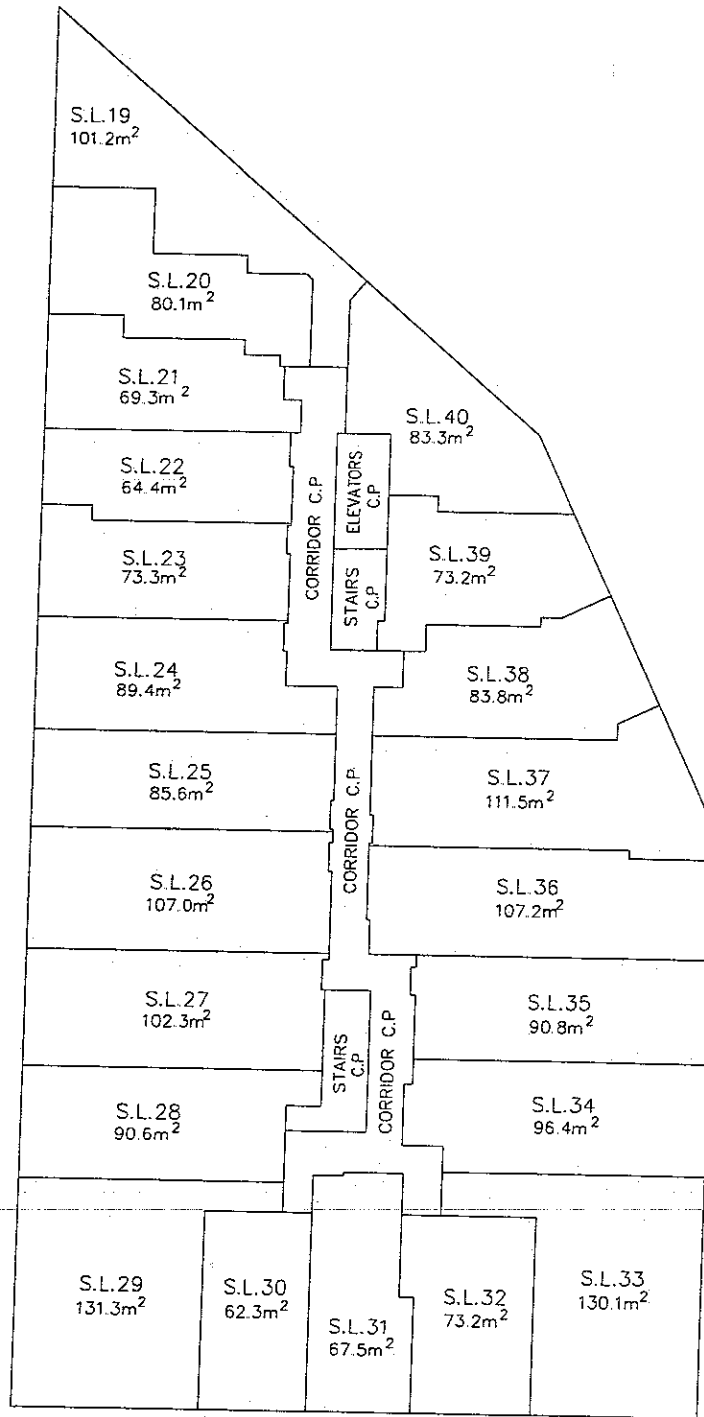 S.L.19
101.2m²
S.L.20
80.1m²
S.L.21
69.3m²
S.L.40
83.3m²
S.L.22
64.4m²
ELEVATORS
C.P
CORRIDOR C.P
S.L.23
73.3m²
S.L.39
73.2m²
STAIRS
C.P
S.L.24
89.4m²
S.L.38
83.8m²
S.L.25
85.6m²
S.L.37
111.5m²
CORRIDOR C.P
S.L.26
107.0m²
S.L.36
107.2m²
S.L.27
102.3m²
S.L.35
90.8m²
STAIRS
C.P
CORRIDOR C.P
S.L.28
90.6m²
S.L.34
96.4m²
S.L.29
131.3m²
S.L.30
62.3m²
S.L.31
67.5m²
S.L.32
73.2m²
S.L.33
130.1m²